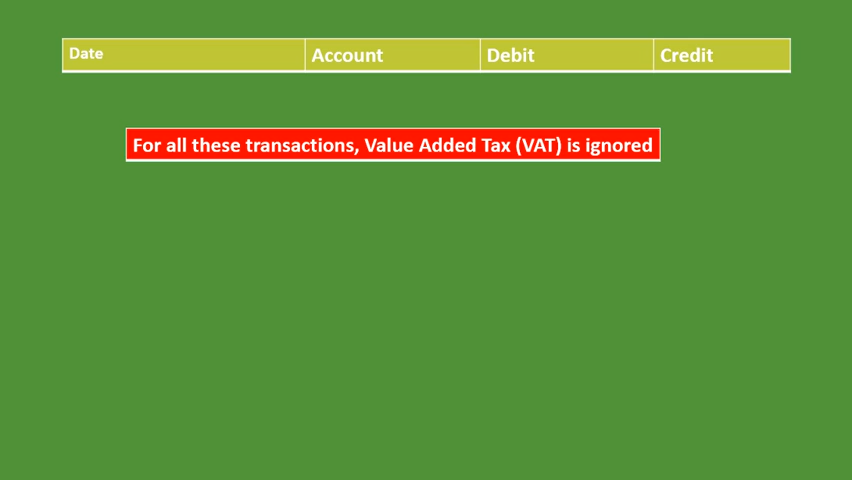 Date Account Debit Credit
For all these transactions, Value Added Tax (VAT) is ignored